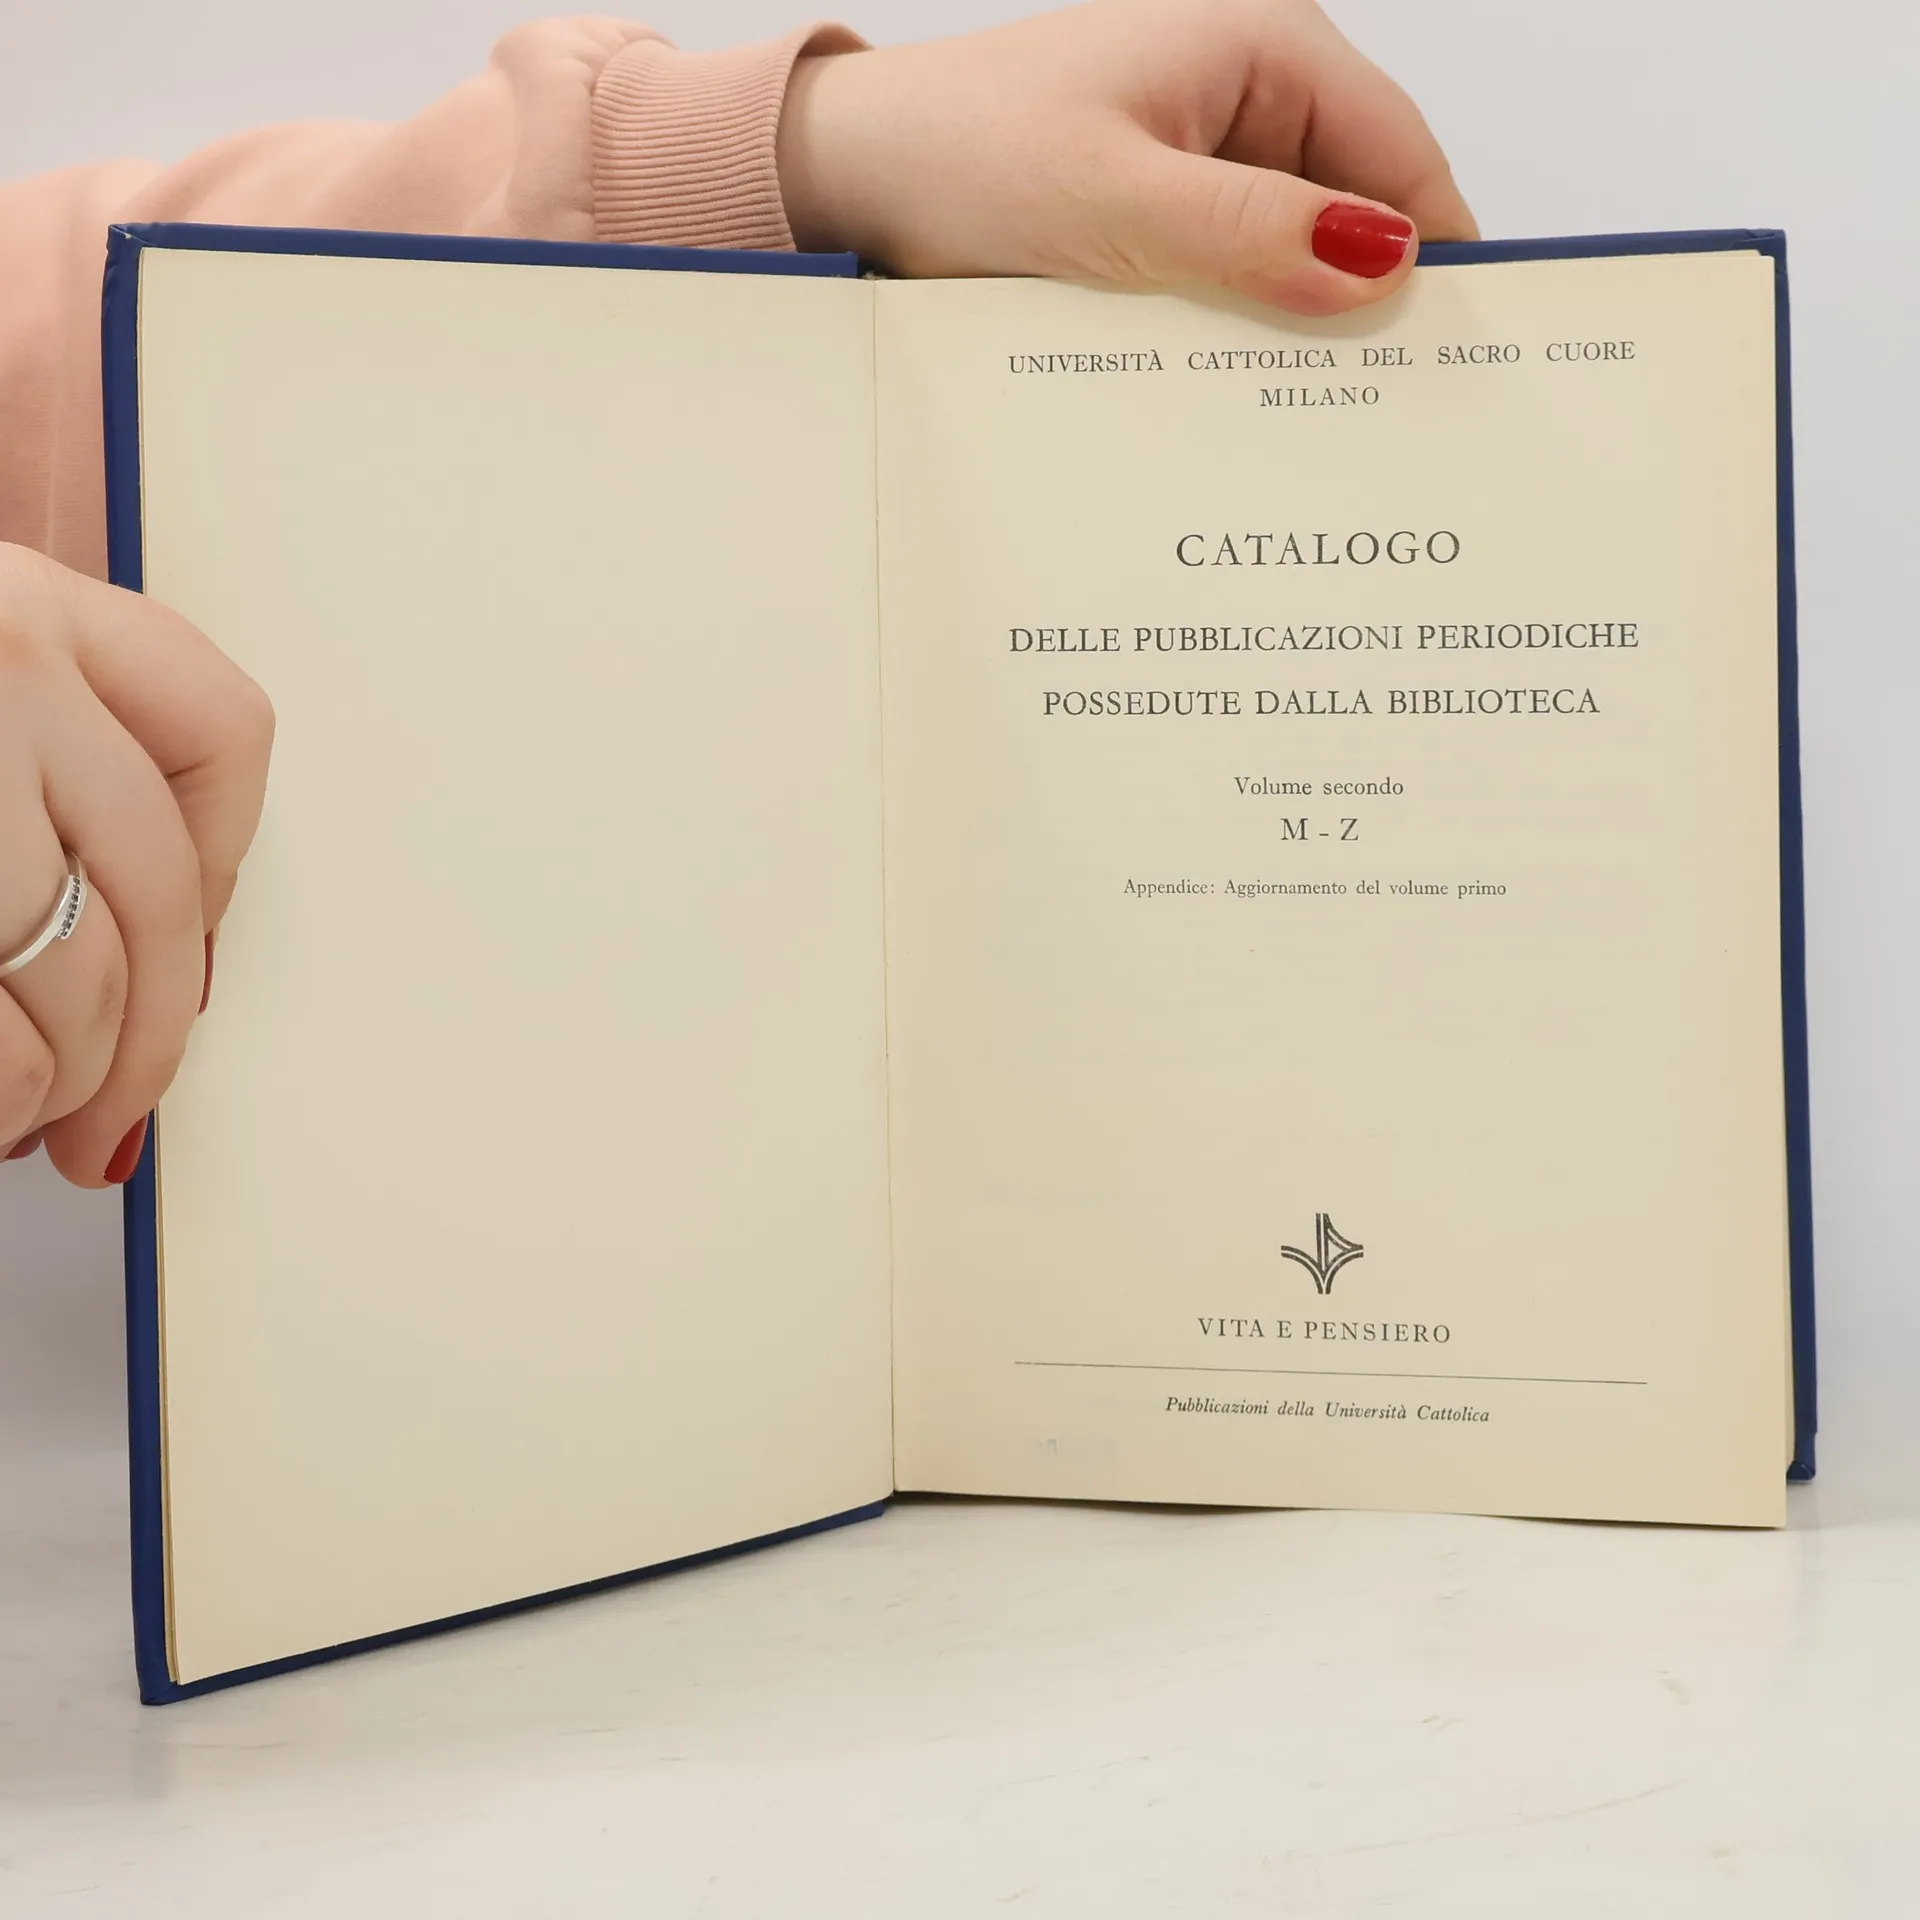 UNIVERSITÀ CATTOLICA DEL SACRO CUORE
MILANO
CATALOGO
DELLE PUBBLICAZIONI PERIODICHE
POSSEDUTE DALLA BIBLIOTECA
Volume secondo
M - Z
Appendice: Aggiornamento del volume primo
VITA E PENSIERO
Pubblicazioni della Università Cattolica